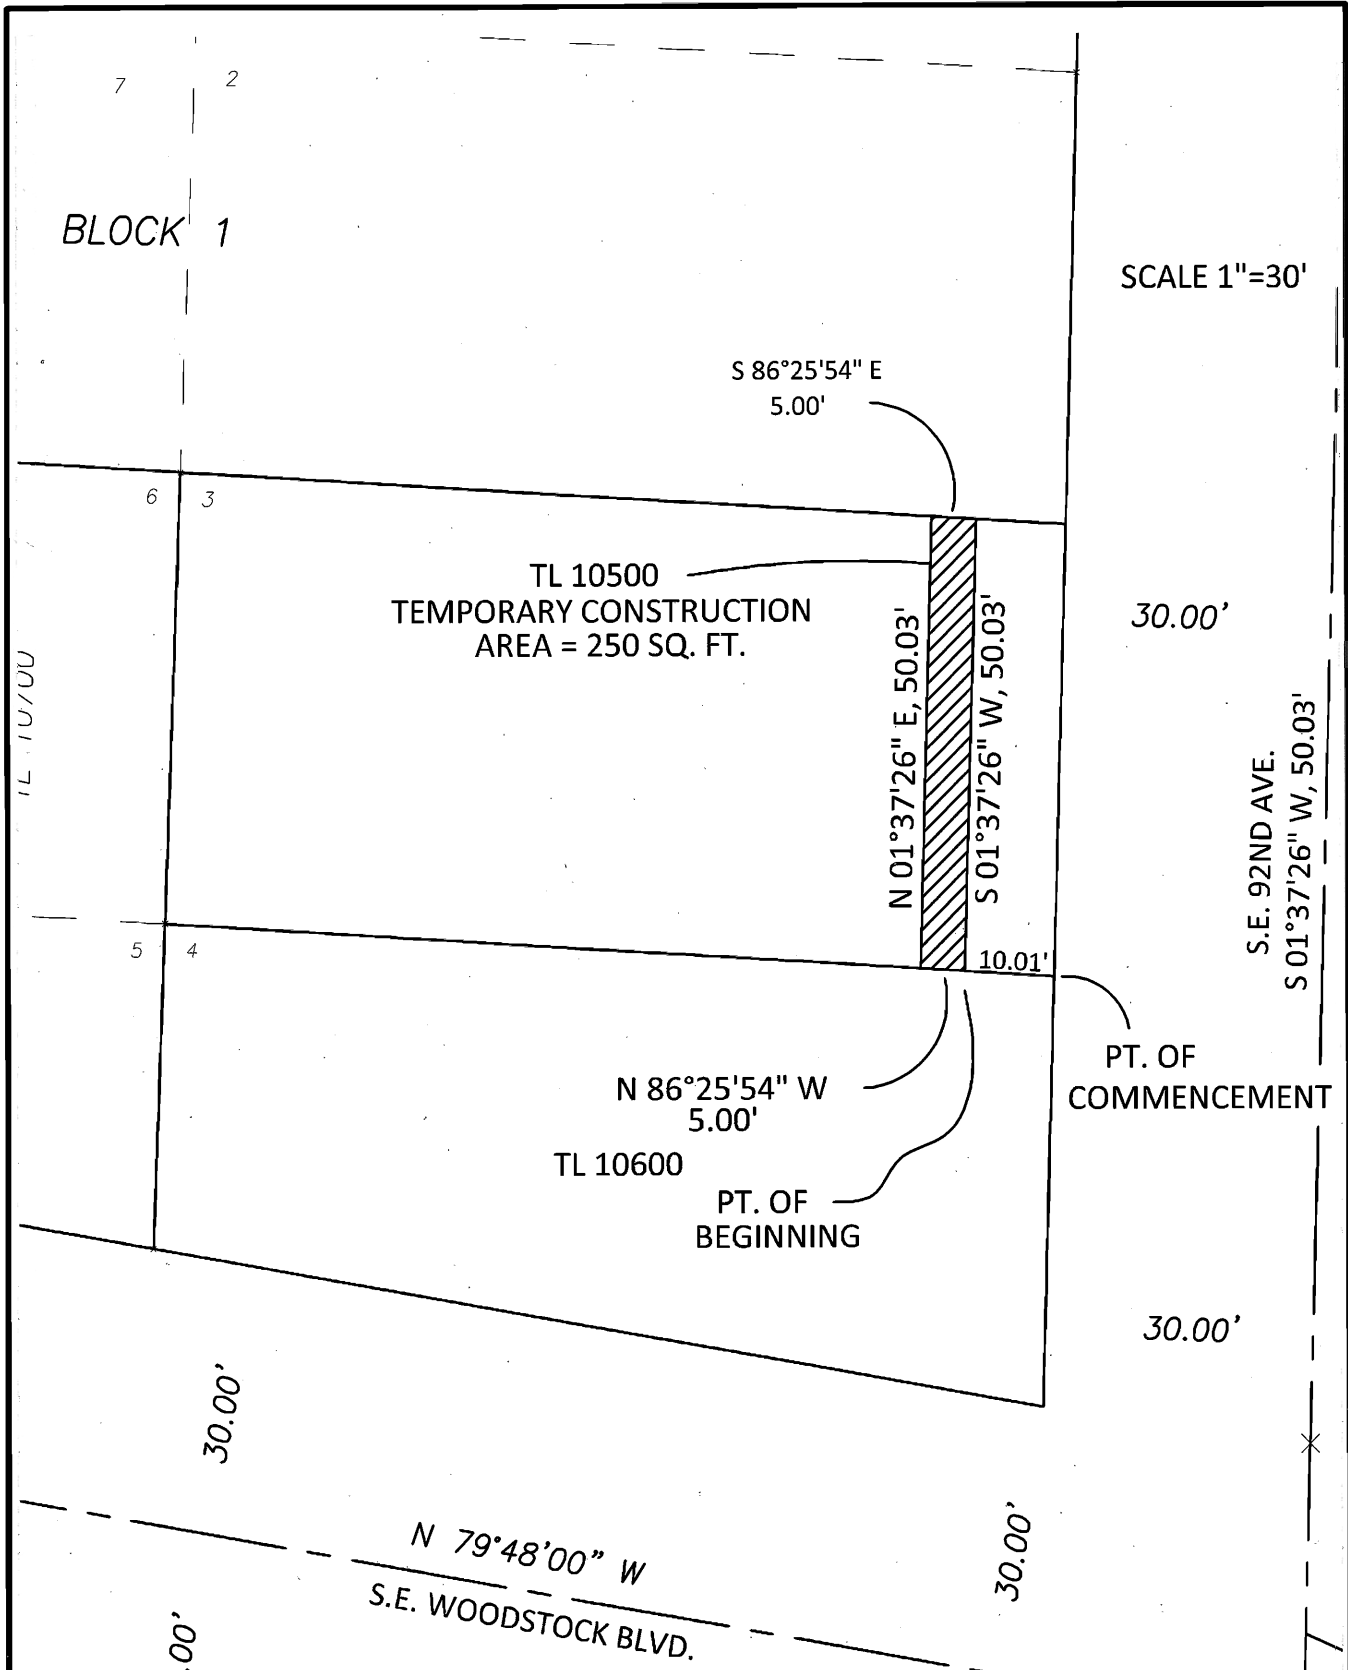 7
2
BLOCK 1
SCALE 1"=30'
S 86°25'54" E
5.00'
6
3
TL 10500
TEMPORARY CONSTRUCTION
AREA = 250 SQ. FT.
30.00'
N 01°37'26" E, 50.03'
S 01°37'26" W, 50.03'
S.E. 92ND AVE.
S 01°37'26" W, 50.03'
TL 10700
5
4
10.01'
PT. OF
COMMENCEMENT
N 86°25'54" W
5.00'
TL 10600
PT. OF
BEGINNING
30.00'
30.00'
30.00'
N 79°48'00" W
S.E. WOODSTOCK BLVD.